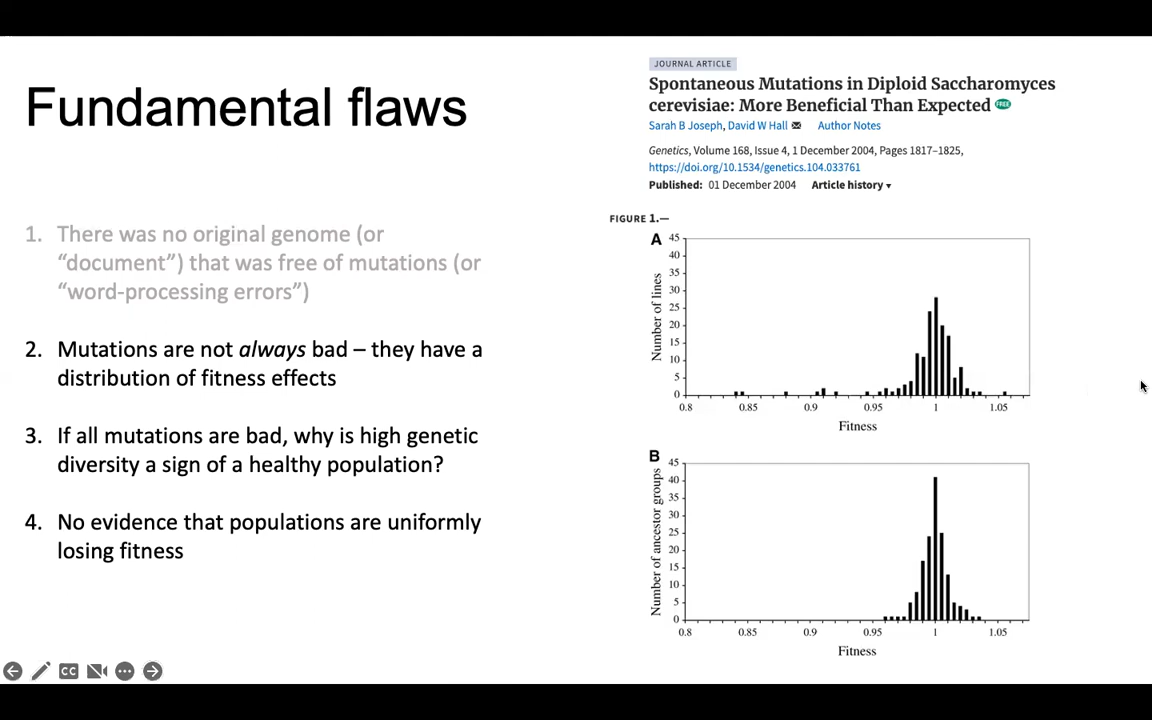 Fundamental flaws
1. There was no original genome (or
“document”) that was free of mutations (or
“word-processing errors”)
2. Mutations are not always bad – they have a
distribution of fitness effects
3. If all mutations are bad, why is high genetic
diversity a sign of a healthy population?
4. No evidence that populations are uniformly
losing fitness
JOURNAL ARTICLE
Spontaneous Mutations in Diploid Saccharomyces
cerevisiae: More Beneficial Than Expected FREE
Sarah B Joseph, David W Hall Author Notes
Genetics, Volume 168, Issue 4, 1 December 2004, Pages 1817–1825,
https://doi.org/10.1534/genetics.104.033761
Published: 01 December 2004 Article history
FIGURE 1.—
A
Number of lines
45
40
35
30
25
20
15
10
5
0
0.8 0.85 0.9 0.95 1 1.05
Fitness
B
Number of ancestor groups
45
40
35
30
25
20
15
10
5
0
0.8 0.85 0.9 0.95 1 1.05
Fitness
CC